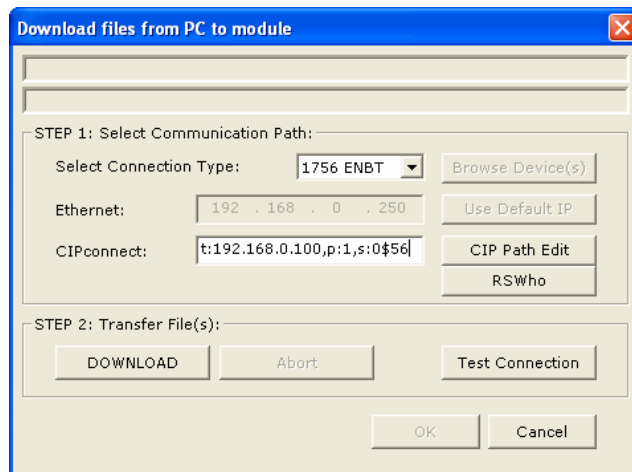 Download files from PC to module
STEP 1: Select Communication Path:
Select Connection Type: 1756 ENBT Browse Device(s)
Ethernet: 192 . 168 . 0 . 250 Use Default IP
CIPconnect: t:192.168.0.100,p:1,s:0$56 CIP Path Edit
RSWho
STEP 2: Transfer File(s):
DOWNLOAD Abort Test Connection
OK Cancel